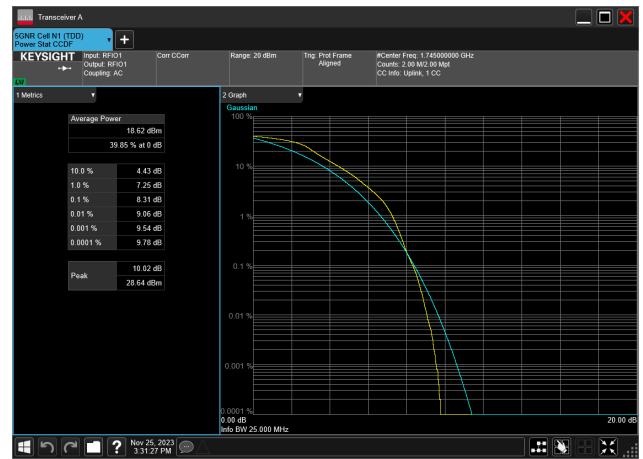 Transceiver A
5GNR Cell N1 (TDD)
Power Stat CCDF
KEYSIGHT
Input: RFIO1
Output: RFIO1
Coupling: AC
Corr CCorr
Range: 20 dBm
Trig: Prot Frame
Aligned
#Center Freq: 1.745000000 GHz
Counts: 2.00 M/2.00 Mpt
CC Info: Uplink, 1 CC
1 Metrics
Average Power
18.62 dBm
39.85 % at 0 dB
10.0 % 4.43 dB
1.0 % 7.25 dB
0.1 % 8.31 dB
0.01 % 9.06 dB
0.001 % 9.54 dB
0.0001 % 9.78 dB
Peak
10.02 dB
28.64 dBm
2 Graph
Gaussian
100 %
10 %
1 %
0.1 %
0.01 %
0.001 %
0.0001 %
0.00 dB
20.00 dB
Info BW 25.000 MHz
Nov 25, 2023
3:31:27 PM